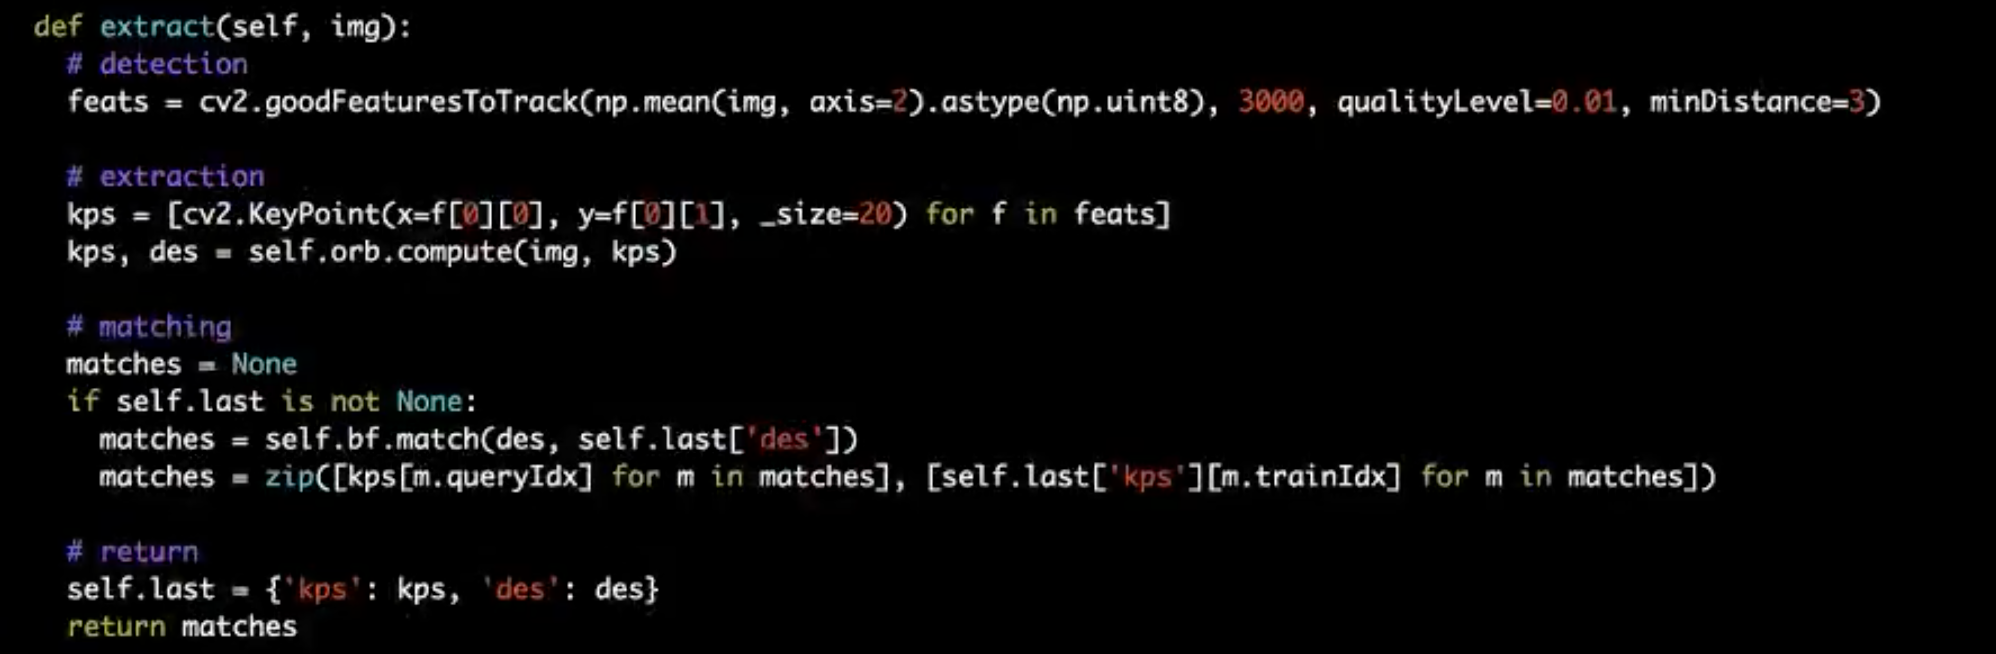 def extract(self, img):
  # detection
  feats = cv2.goodFeaturesToTrack(np.mean(img, axis=2).astype(np.uint8), 3000, qualityLevel=0.01, minDistance=3)

  # extraction
  kps = [cv2.KeyPoint(x=f[0][0], y=f[0][1], _size=20) for f in feats]
  kps, des = self.orb.compute(img, kps)

  # matching
  matches = None
  if self.last is not None:
    matches = self.bf.match(des, self.last['des'])
    matches = zip([kps[m.queryIdx] for m in matches], [self.last['kps'][m.trainIdx] for m in matches])

  # return
  self.last = {'kps': kps, 'des': des}
  return matches